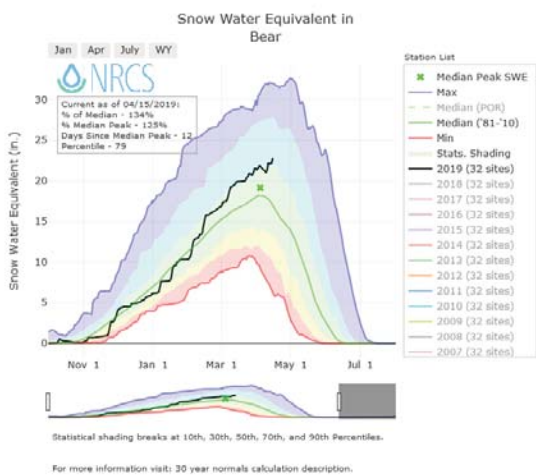 Snow Water Equivalent in
Bear
Jan Apr July WY
NRCS
Current as of 04/15/2019:
% of Median - 134%
% Median Peak - 125%
Days Since Median Peak - 12
Percentile - 79
Snow Water Equivalent (in.)
30
25
20
15
10
5
0
Nov 1 Jan 1 Mar 1 May 1 Jul 1
Station List
Median Peak SWE
Max
Median (POR)
Median ('81-'10)
Min
Stats. Shading
2019 (32 sites)
2018 (32 sites)
2017 (32 sites)
2016 (32 sites)
2015 (32 sites)
2014 (32 sites)
2013 (32 sites)
2012 (32 sites)
2011 (32 sites)
2010 (32 sites)
2009 (32 sites)
2008 (32 sites)
2007 (32 sites)
Statistical shading breaks at 10th, 30th, 50th, 70th, and 90th Percentiles.
For more information visit: 30 year normals calculation description.